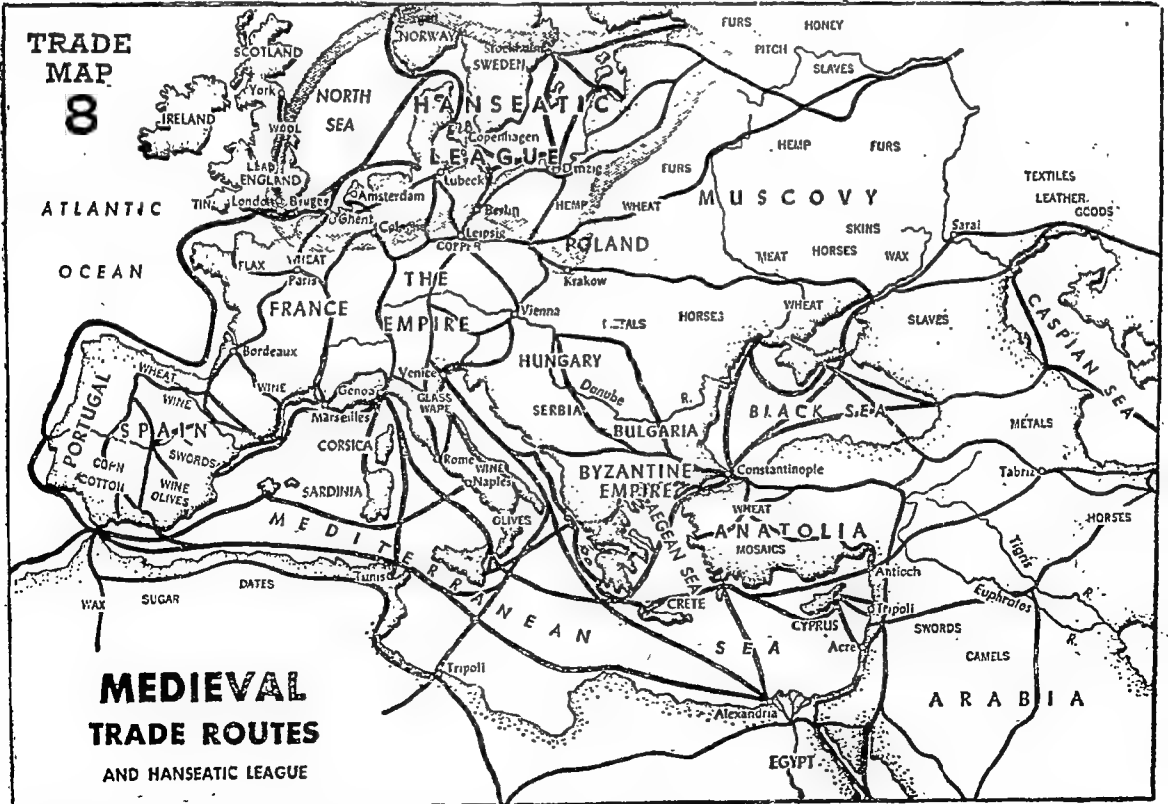 TRADE
MAP
8
SCOTLAND
York
IRELAND
WOOL
LEAD
ENGLAND
TIN
London
Bruges
NORTH
SEA
NORWAY
Stockholm
SWEDEN
HANSEATIC
LEAGUE
Copenhagen
Lubeck
Danzig
Amsterdam
Ghent
Berlin
Leipsig
COPPER
HEMP
WHEAT
FURS
FURS
HONEY
PITCH
SLAVES
HEMP
FURS
MUSCOVY
SKINS
HORSES
WAX
MEAT
Sarai
TEXTILES
LEATHER
GOODS
ATLANTIC
OCEAN
FLAX
WHEAT
Paris
FRANCE
Bordeaux
WINE
THE
EMPIRE
POLAND
Krakow
Vienna
METALS
HORSES
WHEAT
SLAVES
CASPIAN SEA
HUNGARY
Danube
R.
SERBIA
BULGARIA
BLACK SEA
METALS
Venice
GLASS
WARE
Genoa
Marseilles
CORSICA
SARDINIA
Rome
WINE
Naples
OLIVES
PORTUGAL
SPAIN
WHEAT
WINE
SWORDS
CORN
COTTON
WINE
OLIVES
BYZANTINE
EMPIRE
Constantinople
WHEAT
ANATOLIA
MOSAICS
AEGEAN SEA
Tabriz
HORSES
Tigris
R.
Euphrates
R.
Antioch
Tripoli
CYPRUS
Acre
SWORDS
CAMELS
ARABIA
CRETE
MEDITERRANEAN
SEA
Tunis
DATES
SUGAR
WAX
Tripoli
Alexandria
EGYPT
MEDIEVAL
TRADE ROUTES
AND HANSEATIC LEAGUE